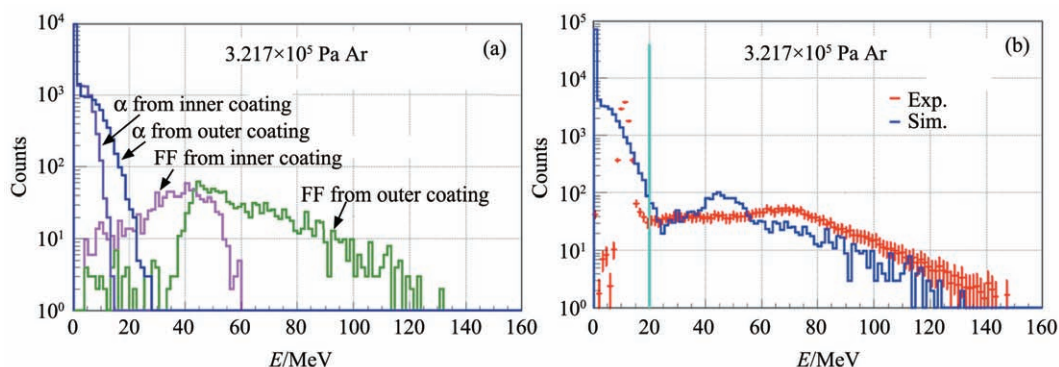 (a)
3.217×10⁵ Pa Ar
α from inner coating
α from outer coating
FF from inner coating
FF from outer coating
Counts
10⁴
10³
10²
10¹
10⁰
0 20 40 60 80 100 120 140 160
E/MeV
(b)
3.217×10⁵ Pa Ar
Exp.
Sim.
Counts
10⁵
10⁴
10³
10²
10¹
10⁰
0 20 40 60 80 100 120 140 160
E/MeV